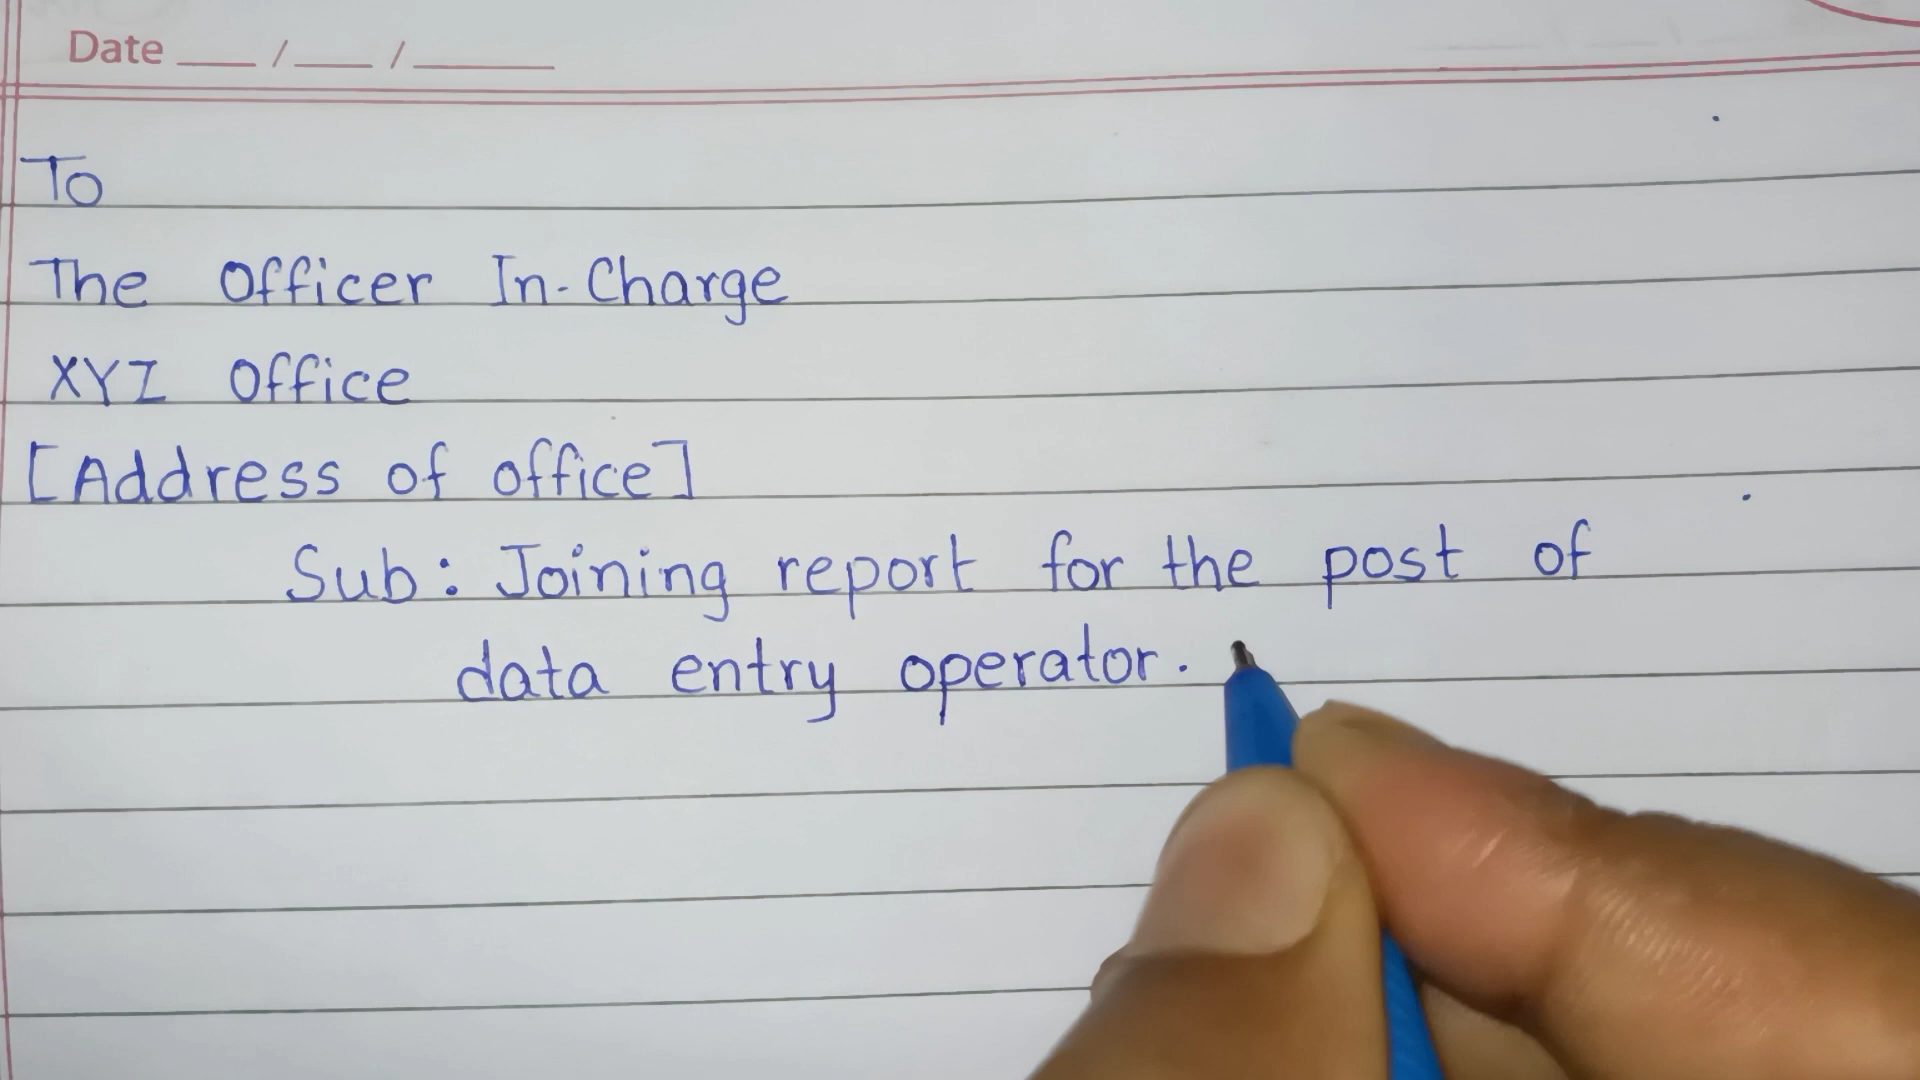 Date ___ / ___ / _____
To
The Officer In-Charge
XYZ Office
[Address of office]
Sub: Joining report for the post of
data entry operator.